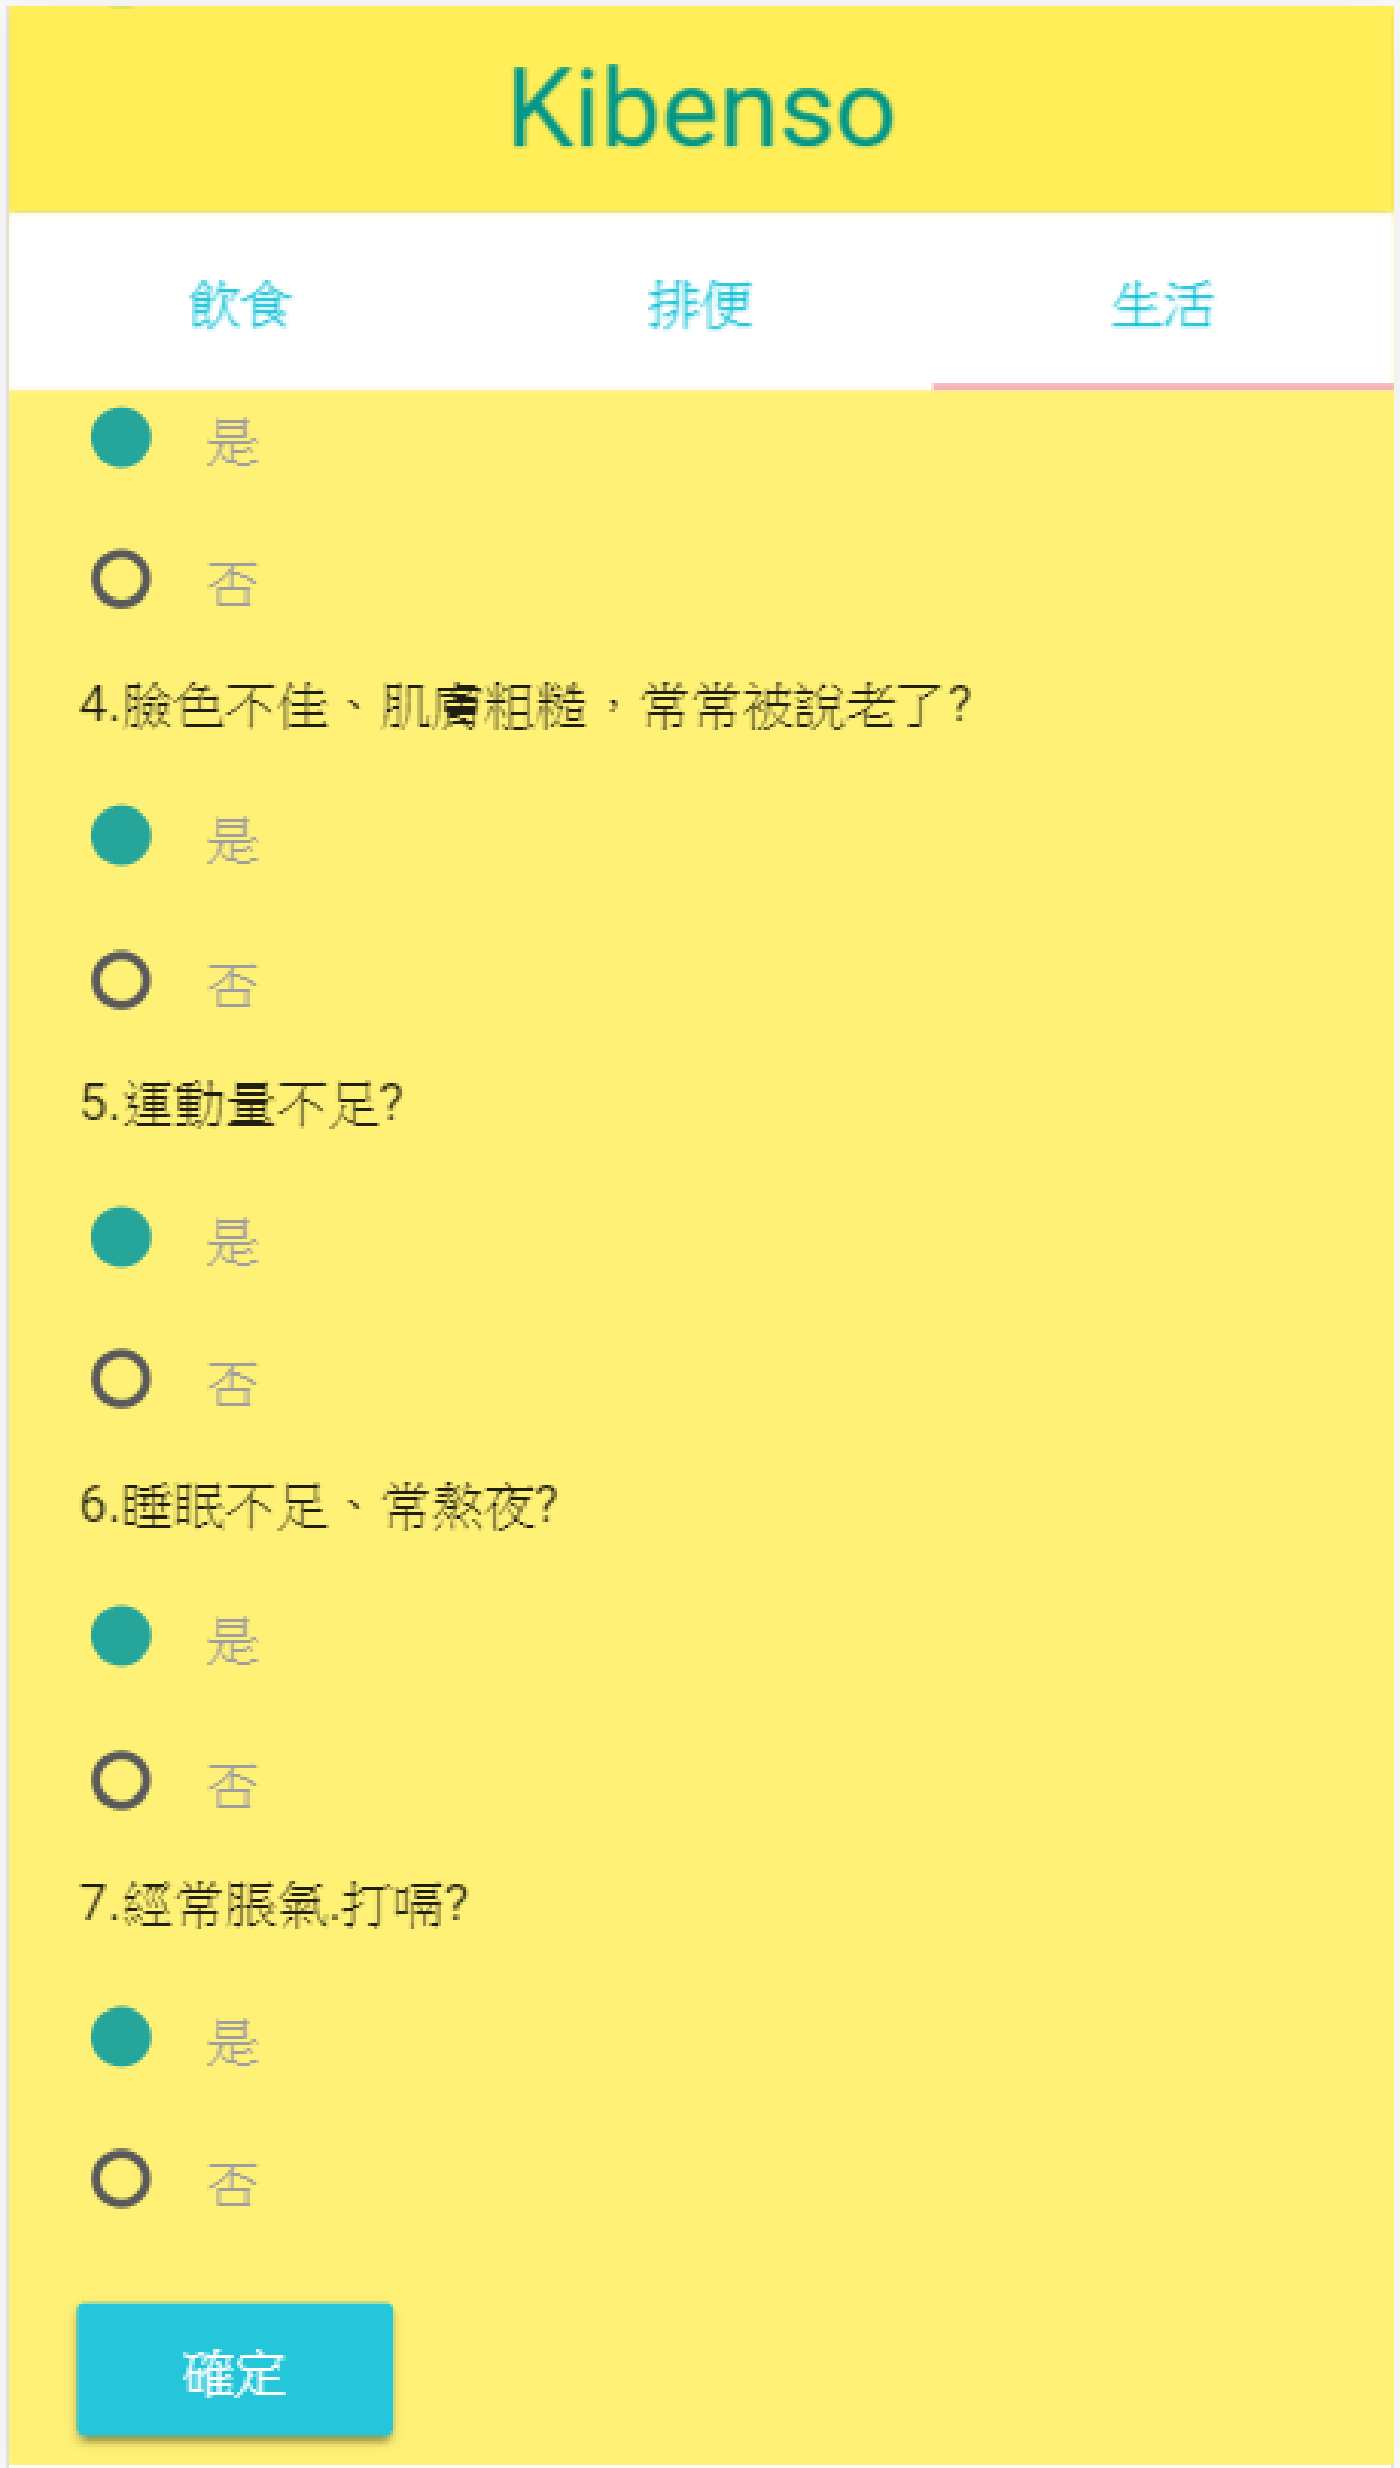 Kibenso
飲食 排便 生活
是
否
4.臉色不佳、肌膚粗糙，常常被說老了?
是
否
5.運動量不足?
是
否
6.睡眠不足、常熬夜?
是
否
7.經常脹氣.打嗝?
是
否
確定